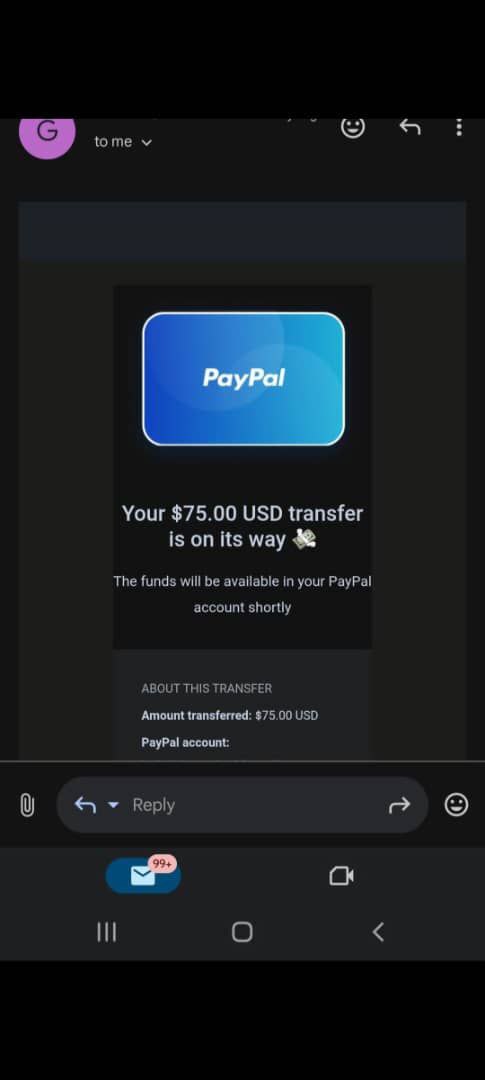 G
to me
PayPal
Your $75.00 USD transfer
is on its way 💸
The funds will be available in your PayPal
account shortly
ABOUT THIS TRANSFER
Amount transferred: $75.00 USD
PayPal account:
Reply
99+